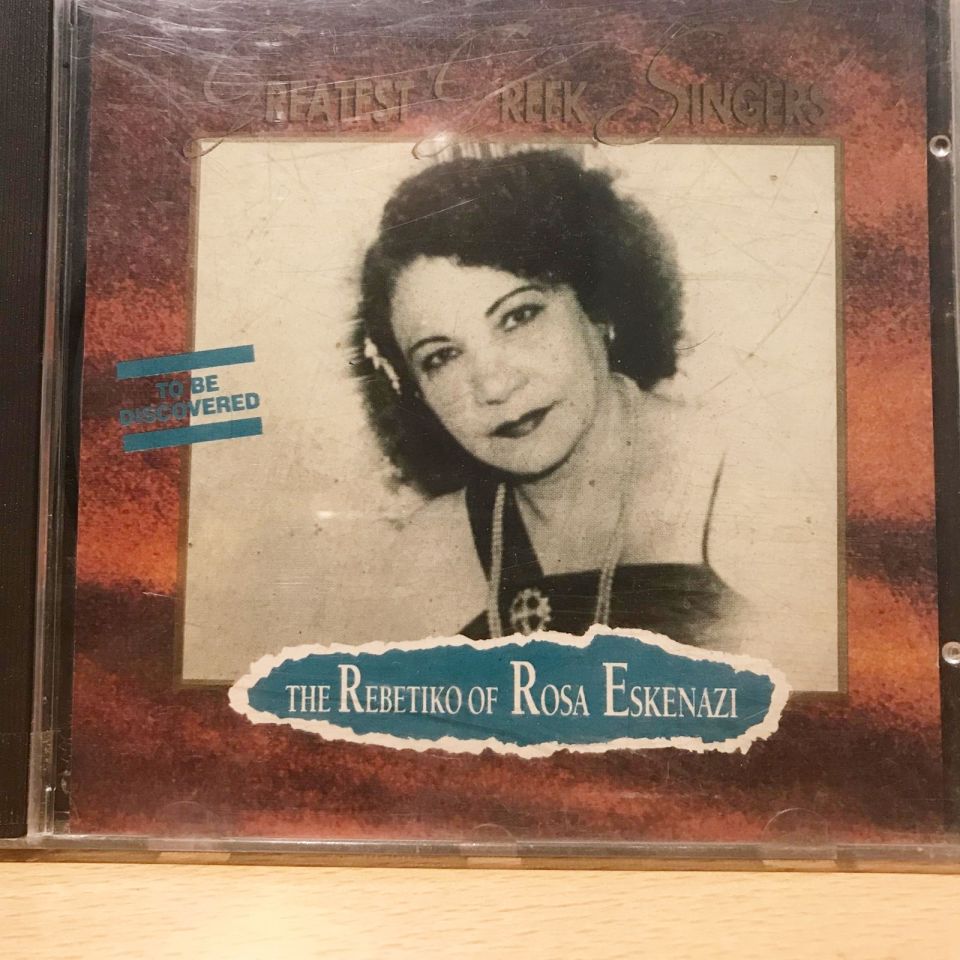 GREATEST GREEK SINGERS
TO BE
DISCOVERED
THE REBETIKO OF ROSA ESKENAZI